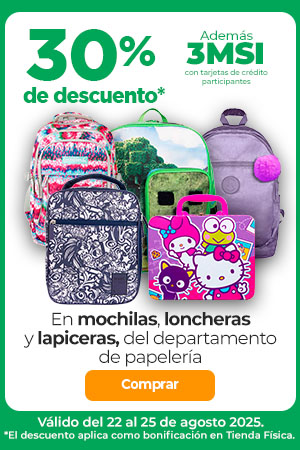 30%
de descuento*
Además
3MSI
con tarjetas de crédito
participantes
En mochilas, loncheras
y lapiceras, del departamento
de papelería
Comprar
Válido del 22 al 25 de agosto 2025.
*El descuento aplica como bonificación en Tienda Física.